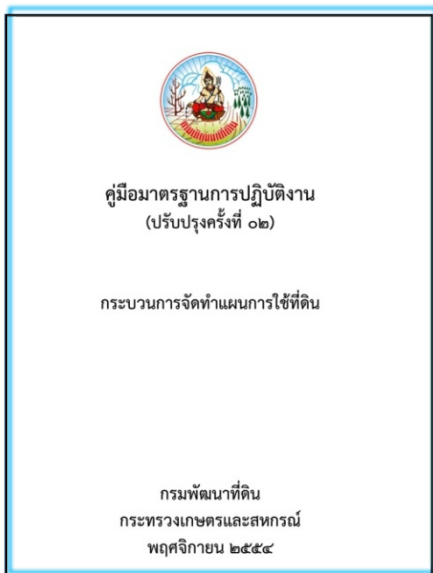 คู่มือมาตรฐานการปฏิบัติงาน
(ปรับปรุงครั้งที่ ๐๒)
กระบวนการจัดทำแผนการใช้ที่ดิน
กรมพัฒนาที่ดิน
กระทรวงเกษตรและสหกรณ์
พฤศจิกายน ๒๕๕๔